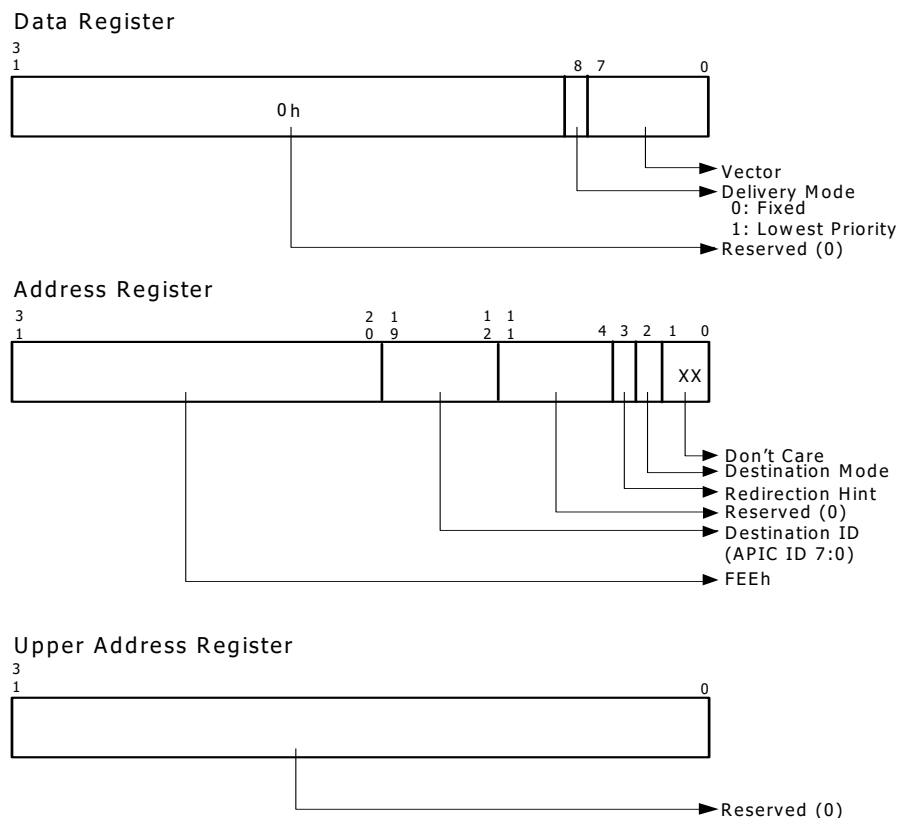 Data Register
3
1 8 7 0
0h
Vector
Delivery Mode
0: Fixed
1: Lowest Priority
Reserved (0)
Address Register
3 2 1 1 1
1 0 9 2 1 4 3 2 1 0
XX
Don't Care
Destination Mode
Redirection Hint
Reserved (0)
Destination ID
(APIC ID 7:0)
FEEh
Upper Address Register
3
1 0
Reserved (0)